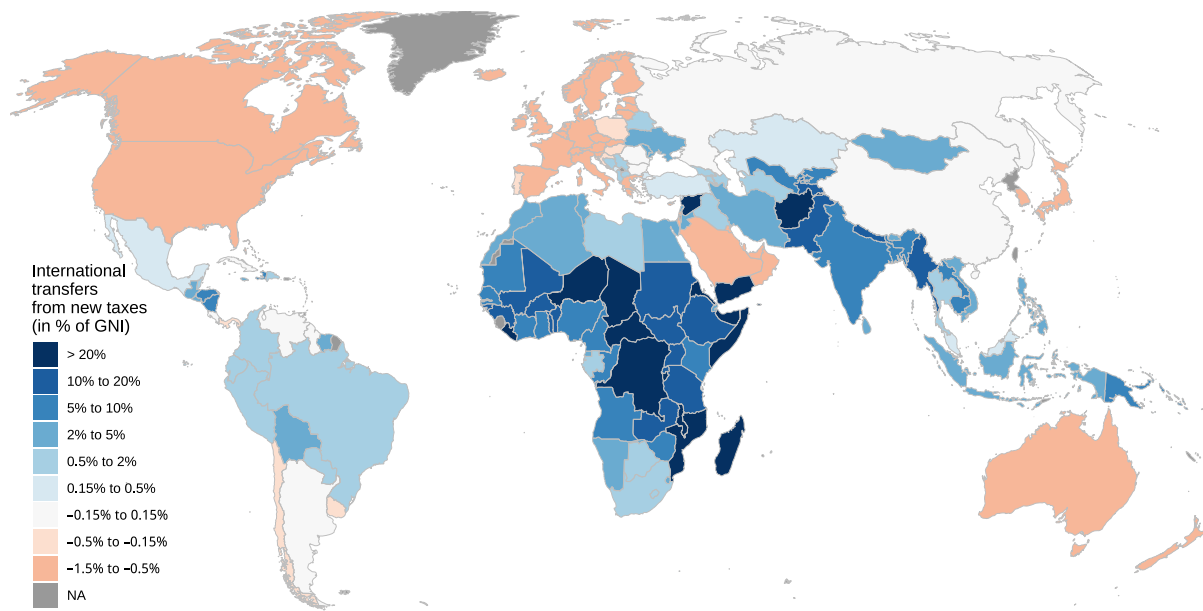 International
transfers
from new taxes
(in % of GNI)
> 20%
10% to 20%
5% to 10%
2% to 5%
0.5% to 2%
0.15% to 0.5%
–0.15% to 0.15%
–0.5% to –0.15%
–1.5% to –0.5%
NA